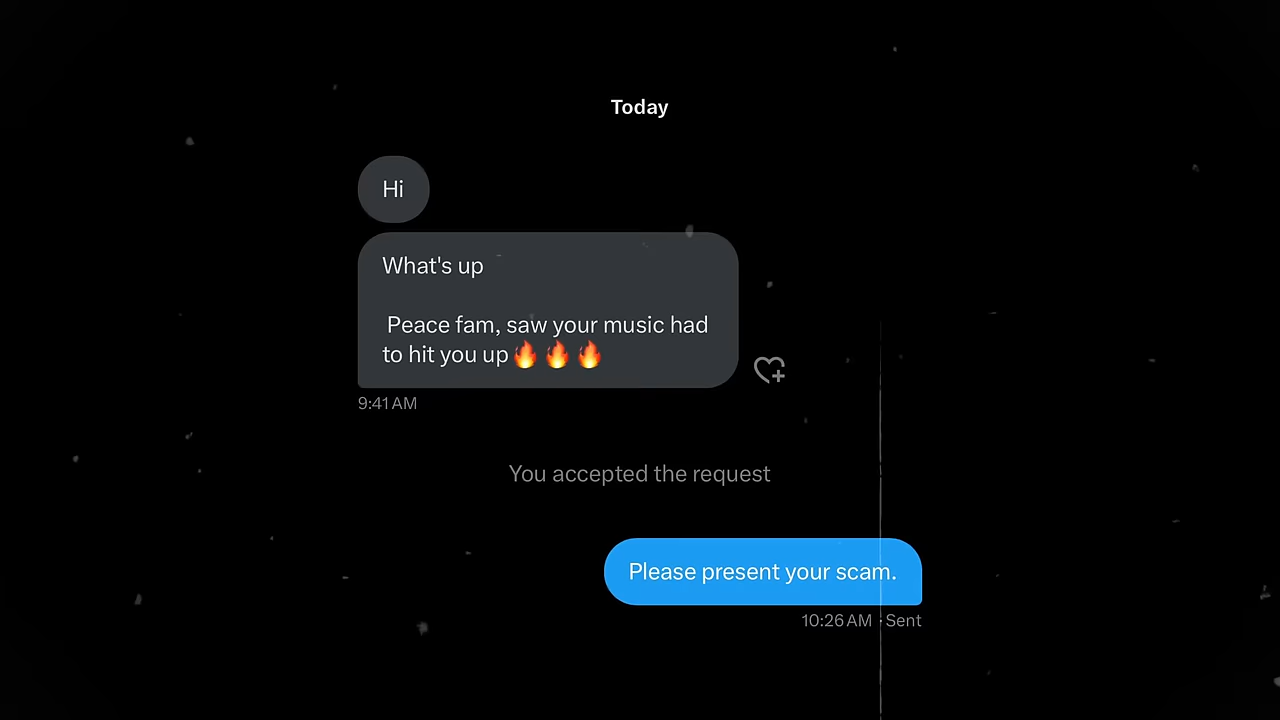 Today
Hi
What's up
Peace fam, saw your music had
to hit you up🔥🔥🔥
9:41 AM
You accepted the request
Please present your scam.
10:26 AM · Sent